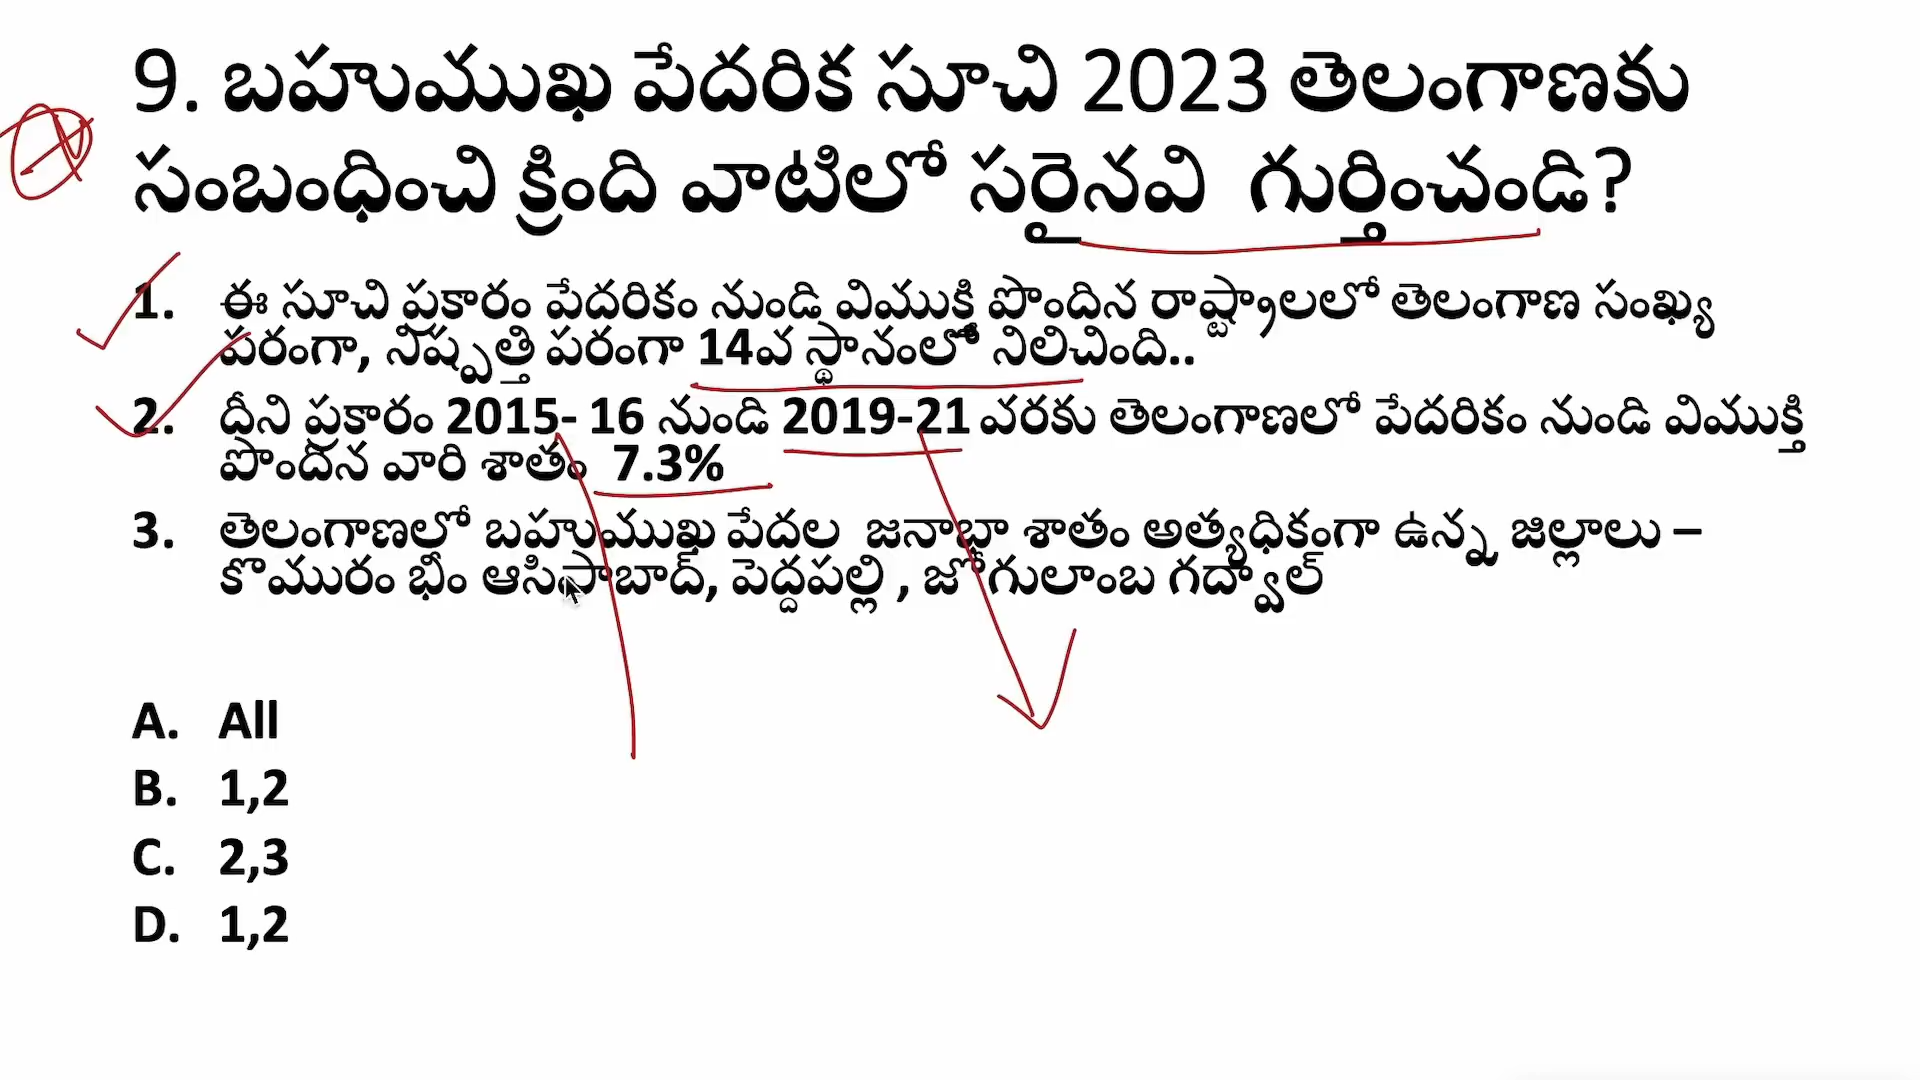 9. బహుముఖ పేదరిక సూచి 2023 తెలంగాణకు
సంబంధించి క్రింది వాటిలో సరైనవి గుర్తించండి?
1. ఈ సూచి ప్రకారం పేదరికం నుండి విముక్తి పొందిన రాష్ట్రాలలో తెలంగాణ సంఖ్య
పరంగా, నిష్పత్తి పరంగా 14వ స్థానంలో నిలిచింది..
2. దీని ప్రకారం 2015- 16 నుండి 2019-21 వరకు తెలంగాణలో పేదరికం నుండి విముక్తి
పొందిన వారి శాతం 7.3%
3. తెలంగాణలో బహుముఖ పేదల జనాభా శాతం అత్యధికంగా ఉన్న జిల్లాలు –
కొమురం భీం ఆసిఫాబాద్, పెద్దపల్లి , జోగులాంబ గద్వాల్
A. All
B. 1,2
C. 2,3
D. 1,2